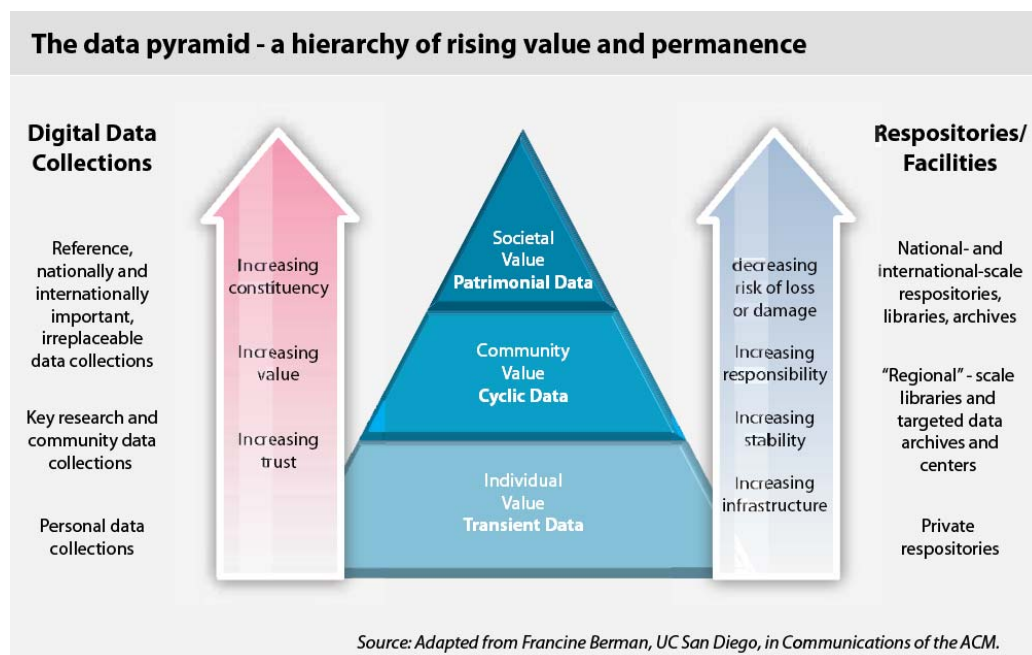 The data pyramid - a hierarchy of rising value and permanence
Digital Data
Collections
Reference,
nationally and
internationally
important,
irreplaceable
data collections
Key research and
community data
collections
Personal data
collections
Increasing
constituency
Increasing
value
Increasing
trust
Societal
Value
Patrimonial Data
Community
Value
Cyclic Data
Individual
Value
Transient Data
decreasing
risk of loss
or damage
Increasing
responsibility
Increasing
stability
Increasing
infrastructure
Respositories/
Facilities
National- and
international-scale
respositories,
libraries, archives
“Regional” - scale
libraries and
targeted data
archives and
centers
Private
respositories
Source: Adapted from Francine Berman, UC San Diego, in Communications of the ACM.